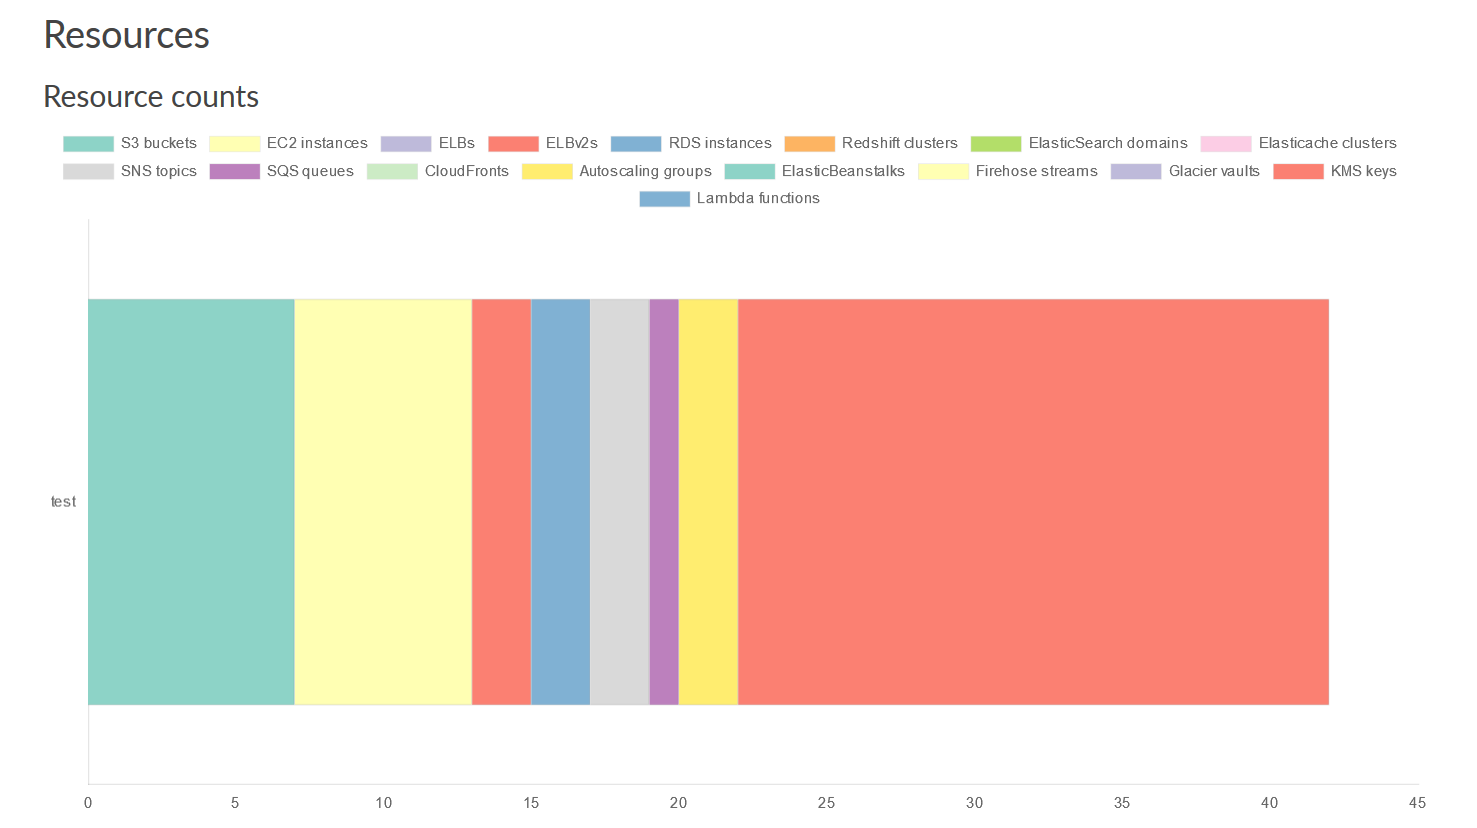 Resources
Resource counts
S3 buckets EC2 instances ELBs ELBv2s RDS instances Redshift clusters ElasticSearch domains Elasticache clusters
SNS topics SQS queues CloudFronts Autoscaling groups ElasticBeanstalks Firehose streams Glacier vaults KMS keys
Lambda functions
test
0 5 10 15 20 25 30 35 40 45